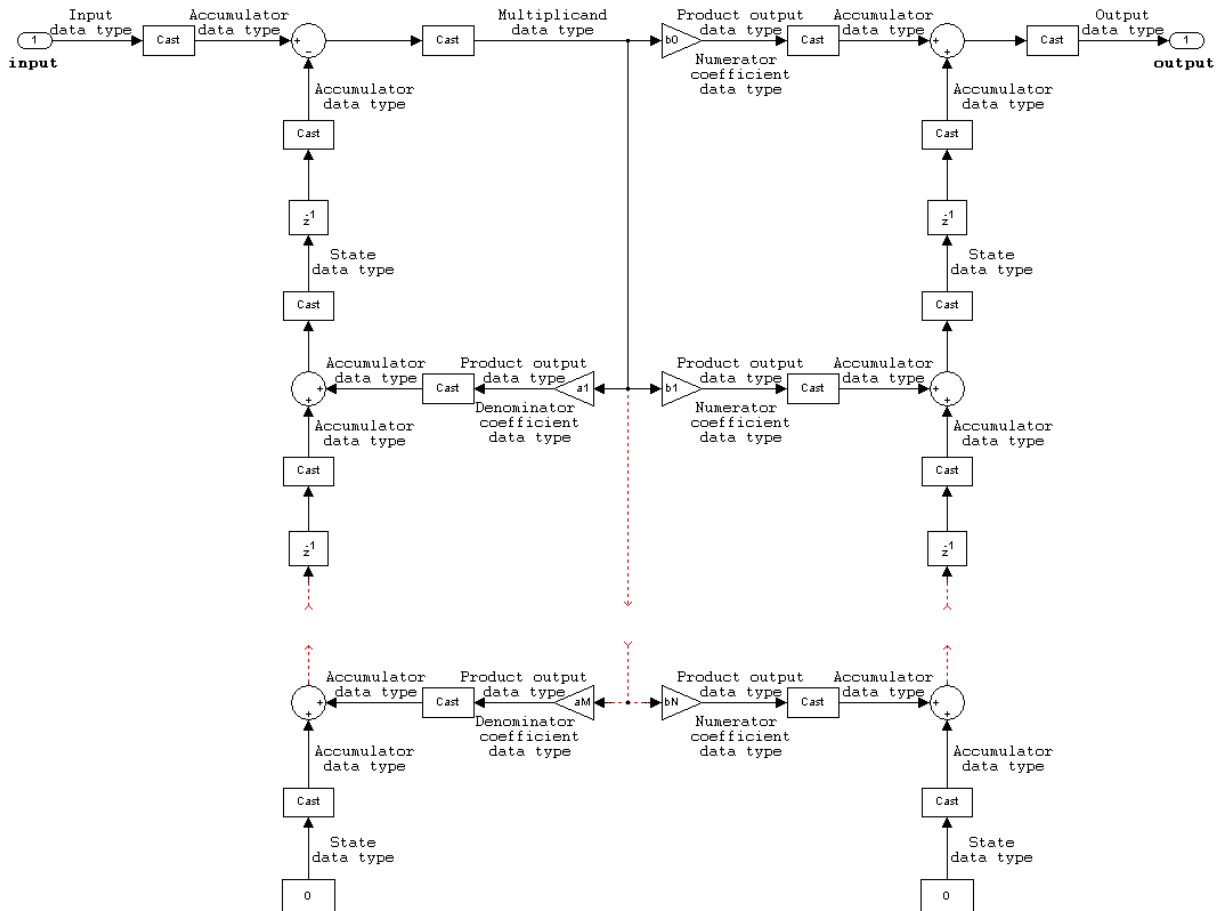 Input
data type
Accumulator
data type
Multiplicand
data type
Product output
data type
Accumulator
data type
Output
data type
1
Cast
+
−
Cast
b0
Cast
+
+
Cast
1
input
output
Numerator
coefficient
data type
Accumulator
data type
Accumulator
data type
Cast
Cast
z-1
z-1
State
data type
State
data type
Cast
Cast
Accumulator
data type
Product output
data type
Product output
data type
Accumulator
data type
+
+
Cast
a1
b1
Cast
+
+
Denominator
coefficient
data type
Numerator
coefficient
data type
Accumulator
data type
Accumulator
data type
Cast
Cast
z-1
z-1
Accumulator
data type
Product output
data type
Product output
data type
Accumulator
data type
+
+
Cast
aM
bN
Cast
+
+
Denominator
coefficient
data type
Numerator
coefficient
data type
Accumulator
data type
Accumulator
data type
Cast
Cast
State
data type
State
data type
0
0